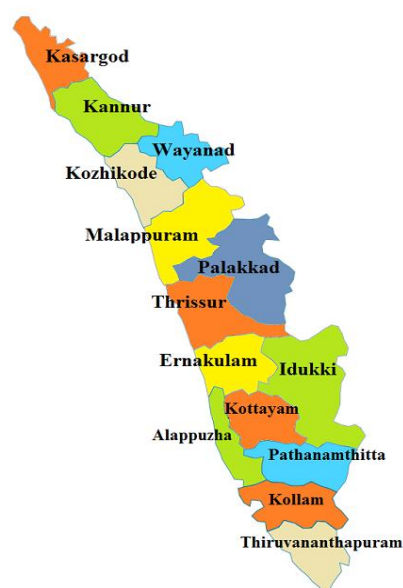 Kasargod
Kannur
Wayanad
Kozhikode
Malappuram
Palakkad
Thrissur
Ernakulam
Idukki
Kottayam
Alappuzha
Pathanamthitta
Kollam
Thiruvananthapuram